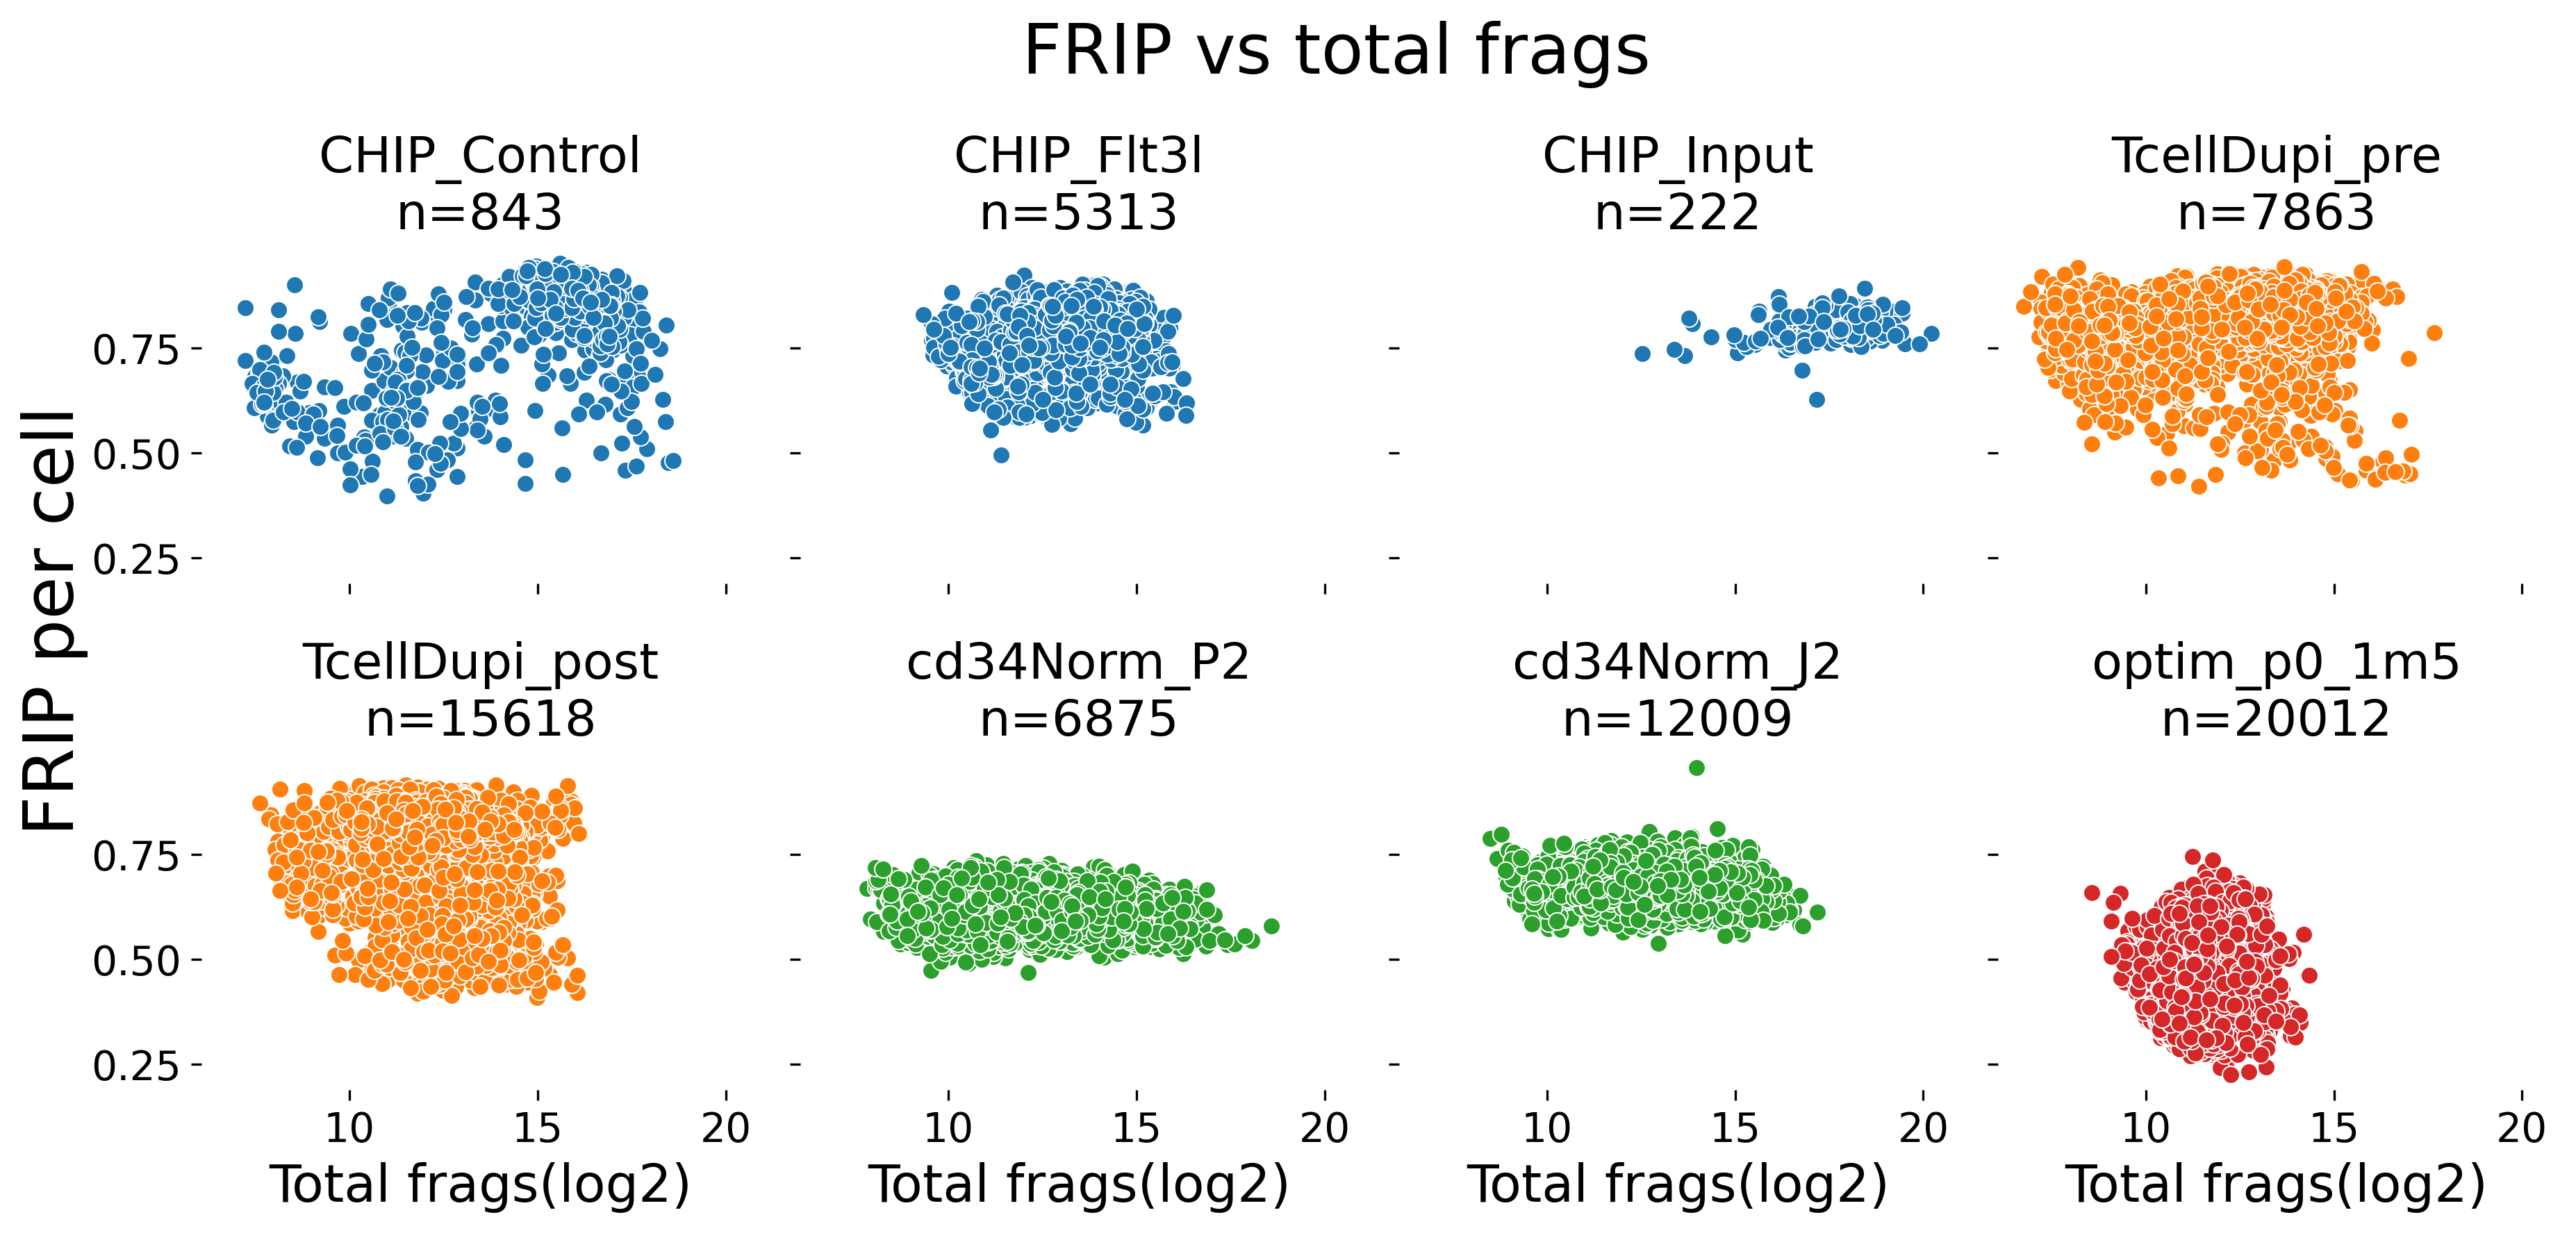 FRIP vs total frags
FRIP per cell
CHIP_Control
n=843
CHIP_Flt3l
n=5313
CHIP_Input
n=222
TcellDupi_pre
n=7863
0.75
0.50
0.25
TcellDupi_post
n=15618
cd34Norm_P2
n=6875
cd34Norm_J2
n=12009
optim_p0_1m5
n=20012
0.75
0.50
0.25
10 15 20
10 15 20
10 15 20
10 15 20
Total frags(log2)
Total frags(log2)
Total frags(log2)
Total frags(log2)